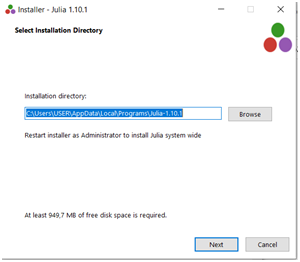 Installer - Julia 1.10.1
Select Installation Directory
Installation directory:
C:\Users\USER\AppData\Local\Programs\Julia-1.10.1
Browse
Restart installer as Administrator to install Julia system wide
At least 949,7 MB of free disk space is required.
Next
Cancel